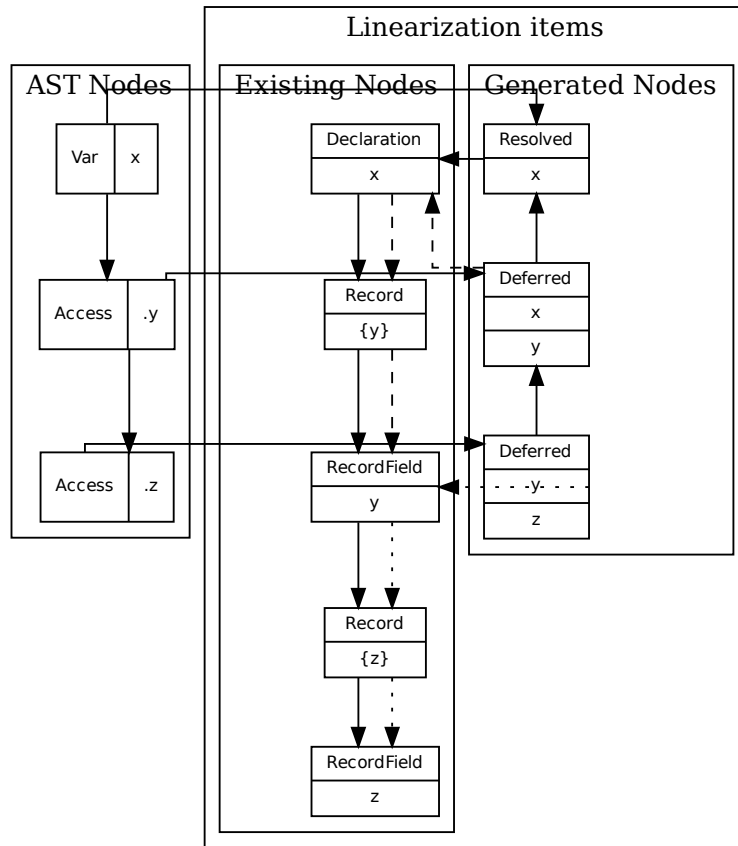 Linearization items
AST Nodes
Existing Nodes
Generated Nodes
Var
x
Access
.y
Access
.z
Declaration
x
Record
{y}
RecordField
y
Record
{z}
RecordField
z
Resolved
x
Deferred
x
y
Deferred
y
z